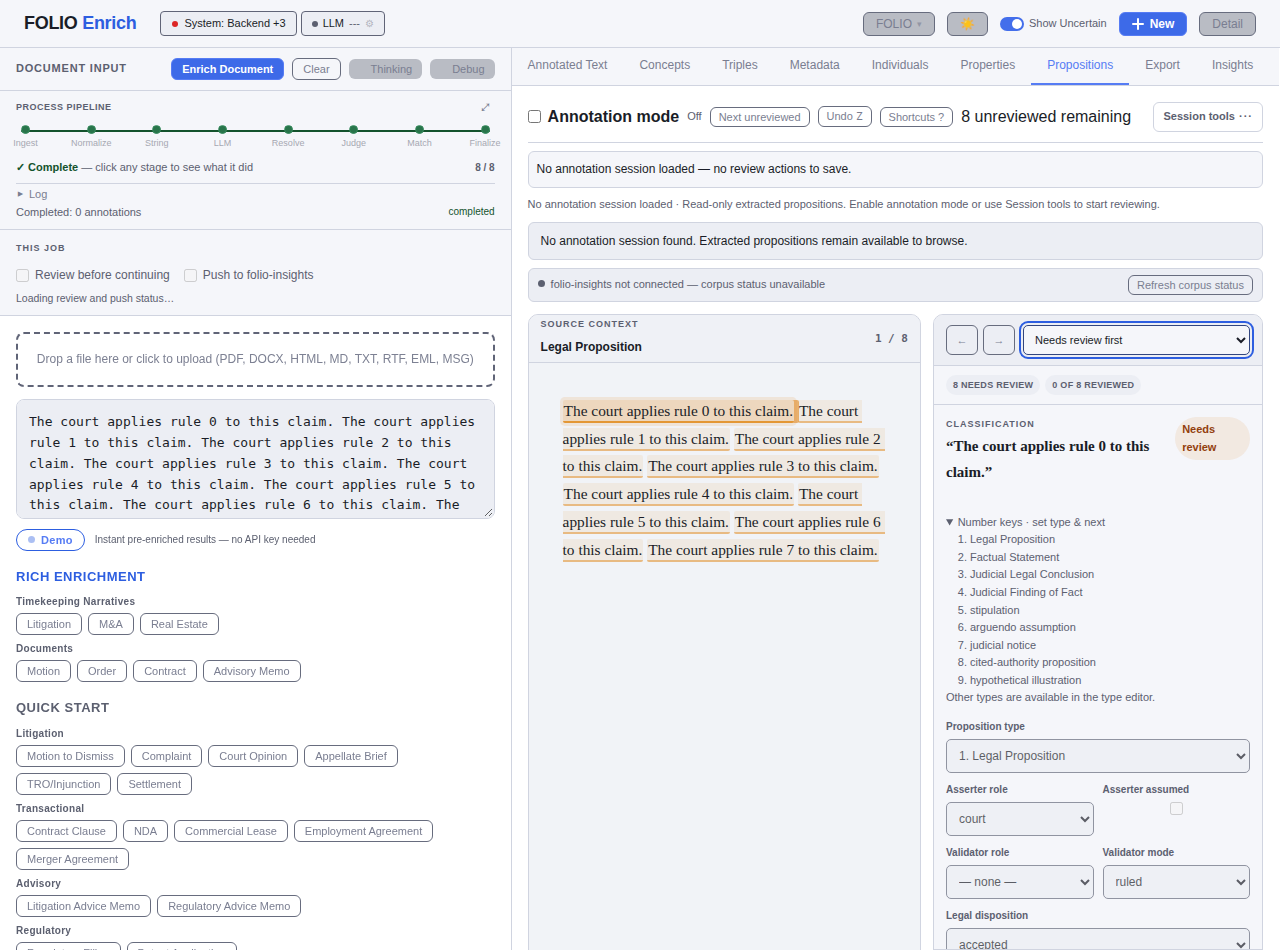 FOLIO Enrich
System: Backend +3
LLM ---
FOLIO
Show Uncertain
New
Detail
DOCUMENT INPUT
Enrich Document
Clear
Thinking
Debug
PROCESS PIPELINE
Ingest
Normalize
String
LLM
Resolve
Judge
Match
Finalize
✓ Complete — click any stage to see what it did
8 / 8
Log
Completed: 0 annotations
completed
THIS JOB
Review before continuing
Push to folio-insights
Loading review and push status…
Drop a file here or click to upload (PDF, DOCX, HTML, MD, TXT, RTF, EML, MSG)
The court applies rule 0 to this claim. The court applies
rule 1 to this claim. The court applies rule 2 to this
claim. The court applies rule 3 to this claim. The court
applies rule 4 to this claim. The court applies rule 5 to
this claim. The court applies rule 6 to this claim. The
Demo
Instant pre-enriched results — no API key needed
RICH ENRICHMENT
Timekeeping Narratives
Litigation
M&A
Real Estate
Documents
Motion
Order
Contract
Advisory Memo
QUICK START
Litigation
Motion to Dismiss
Complaint
Court Opinion
Appellate Brief
TRO/Injunction
Settlement
Transactional
Contract Clause
NDA
Commercial Lease
Employment Agreement
Merger Agreement
Advisory
Litigation Advice Memo
Regulatory Advice Memo
Regulatory
Annotated Text
Concepts
Triples
Metadata
Individuals
Properties
Propositions
Export
Insights
Annotation mode
Off
Next unreviewed
Undo Z
Shortcuts ?
8 unreviewed remaining
Session tools ···
No annotation session loaded — no review actions to save.
No annotation session loaded · Read-only extracted propositions. Enable annotation mode or use Session tools to start reviewing.
No annotation session found. Extracted propositions remain available to browse.
folio-insights not connected — corpus status unavailable
Refresh corpus status
SOURCE CONTEXT
Legal Proposition
1 / 8
The court applies rule 0 to this claim. The court
applies rule 1 to this claim. The court applies rule 2
to this claim. The court applies rule 3 to this claim.
The court applies rule 4 to this claim. The court
applies rule 5 to this claim. The court applies rule 6
to this claim. The court applies rule 7 to this claim.
←
→
Needs review first
8 NEEDS REVIEW
0 OF 8 REVIEWED
CLASSIFICATION
“The court applies rule 0 to this
claim.”
Needs
review
Number keys · set type & next
1. Legal Proposition
2. Factual Statement
3. Judicial Legal Conclusion
4. Judicial Finding of Fact
5. stipulation
6. arguendo assumption
7. judicial notice
8. cited-authority proposition
9. hypothetical illustration
Other types are available in the type editor.
Proposition type
1. Legal Proposition
Asserter role
Asserter assumed
court
Validator role
Validator mode
— none —
ruled
Legal disposition
accepted